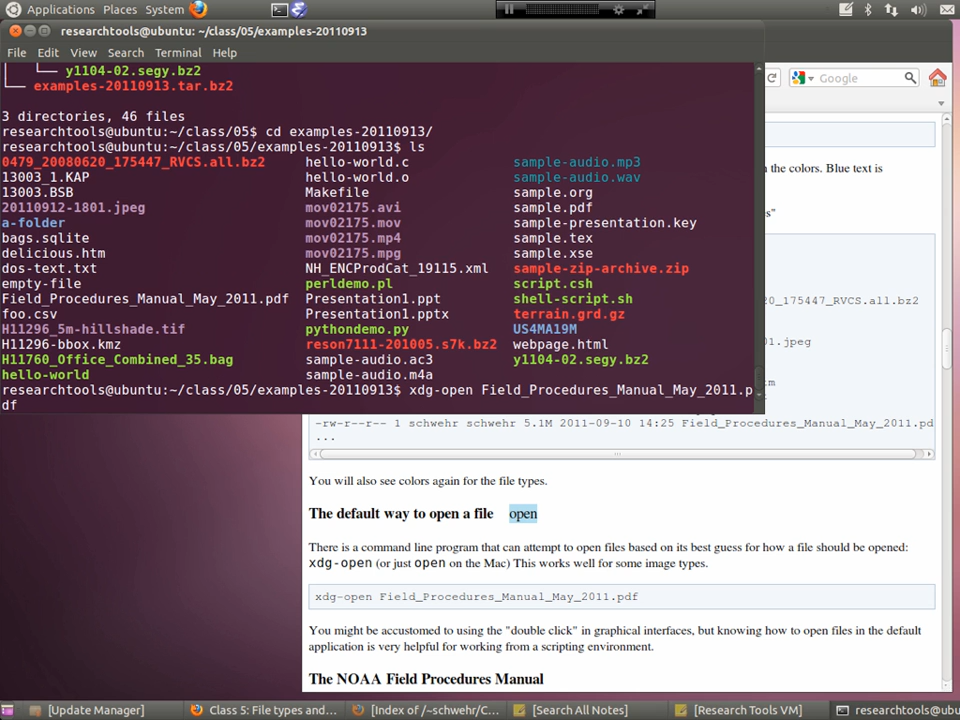 Applications Places System
researchtools@ubuntu: ~/class/05/examples-20110913
File Edit View Search Terminal Help
│   └── y1104-02.segy.bz2
└── examples-20110913.tar.bz2
3 directories, 46 files
researchtools@ubuntu:~/class/05$ cd examples-20110913/
researchtools@ubuntu:~/class/05/examples-20110913$ ls
0479_20080620_175447_RVCS.all.bz2 hello-world.c sample-audio.mp3
13003_1.KAP hello-world.o sample-audio.wav
13003.BSB Makefile sample.org
20110912-1801.jpeg mov02175.avi sample.pdf
a-folder mov02175.mov sample-presentation.key
bags.sqlite mov02175.mp4 sample.tex
delicious.htm mov02175.mpg sample.xse
dos-text.txt NH_ENCProdCat_19115.xml sample-zip-archive.zip
empty-file perldemo.pl script.csh
Field_Procedures_Manual_May_2011.pdf Presentation1.ppt shell-script.sh
foo.csv Presentation1.pptx terrain.grd.gz
H11296_5m-hillshade.tif pythondemo.py US4MA19M
H11296-bbox.kmz reson7111-201005.s7k.bz2 webpage.html
H11760_Office_Combined_35.bag sample-audio.ac3 y1104-02.segy.bz2
hello-world sample-audio.m4a
researchtools@ubuntu:~/class/05/examples-20110913$ xdg-open Field_Procedures_Manual_May_2011.p
df
Google
n the colors. Blue text is
s"
20_175447_RVCS.all.bz2
01.jpeg
m
-rw-r--r-- 1 schwehr schwehr 5.1M 2011-09-10 14:25 Field_Procedures_Manual_May_2011.pd
...
You will also see colors again for the file types.
The default way to open a file open
There is a command line program that can attempt to open files based on its best guess for how a file should be opened:
xdg-open (or just open on the Mac) This works well for some image types.
xdg-open Field_Procedures_Manual_May_2011.pdf
You might be accustomed to using the "double click" in graphical interfaces, but knowing how to open files in the default
application is very helpful for working from a scripting environment.
The NOAA Field Procedures Manual
[Update Manager] Class 5: File types and... [Index of /~schwehr/C... [Search All Notes] [Research Tools VM] researchtools@ubu